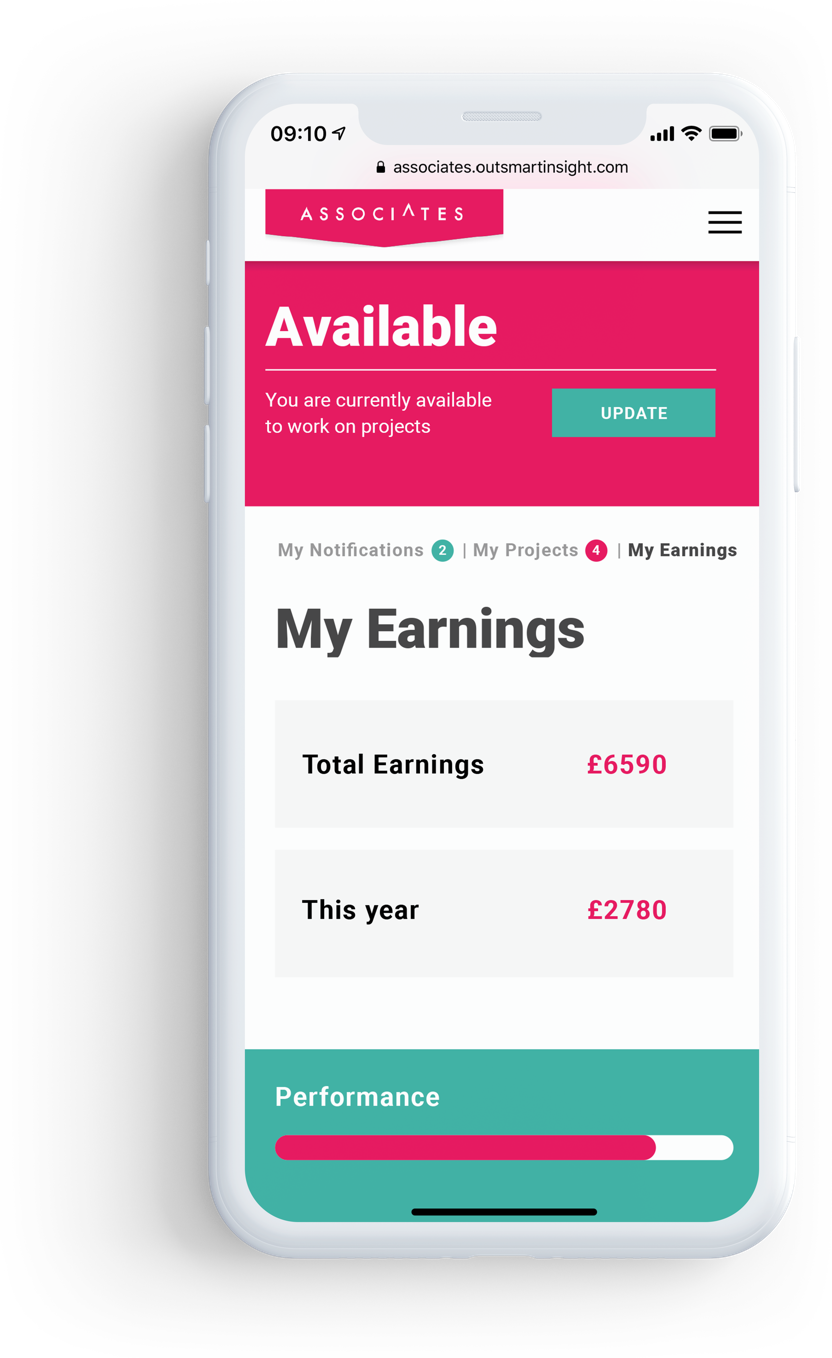 09:10
associates.outsmartinsight.com
ASSOCIATES
Available
You are currently available
to work on projects
UPDATE
My Notifications 2 | My Projects 4 | My Earnings
My Earnings
Total Earnings £6590
This year £2780
Performance